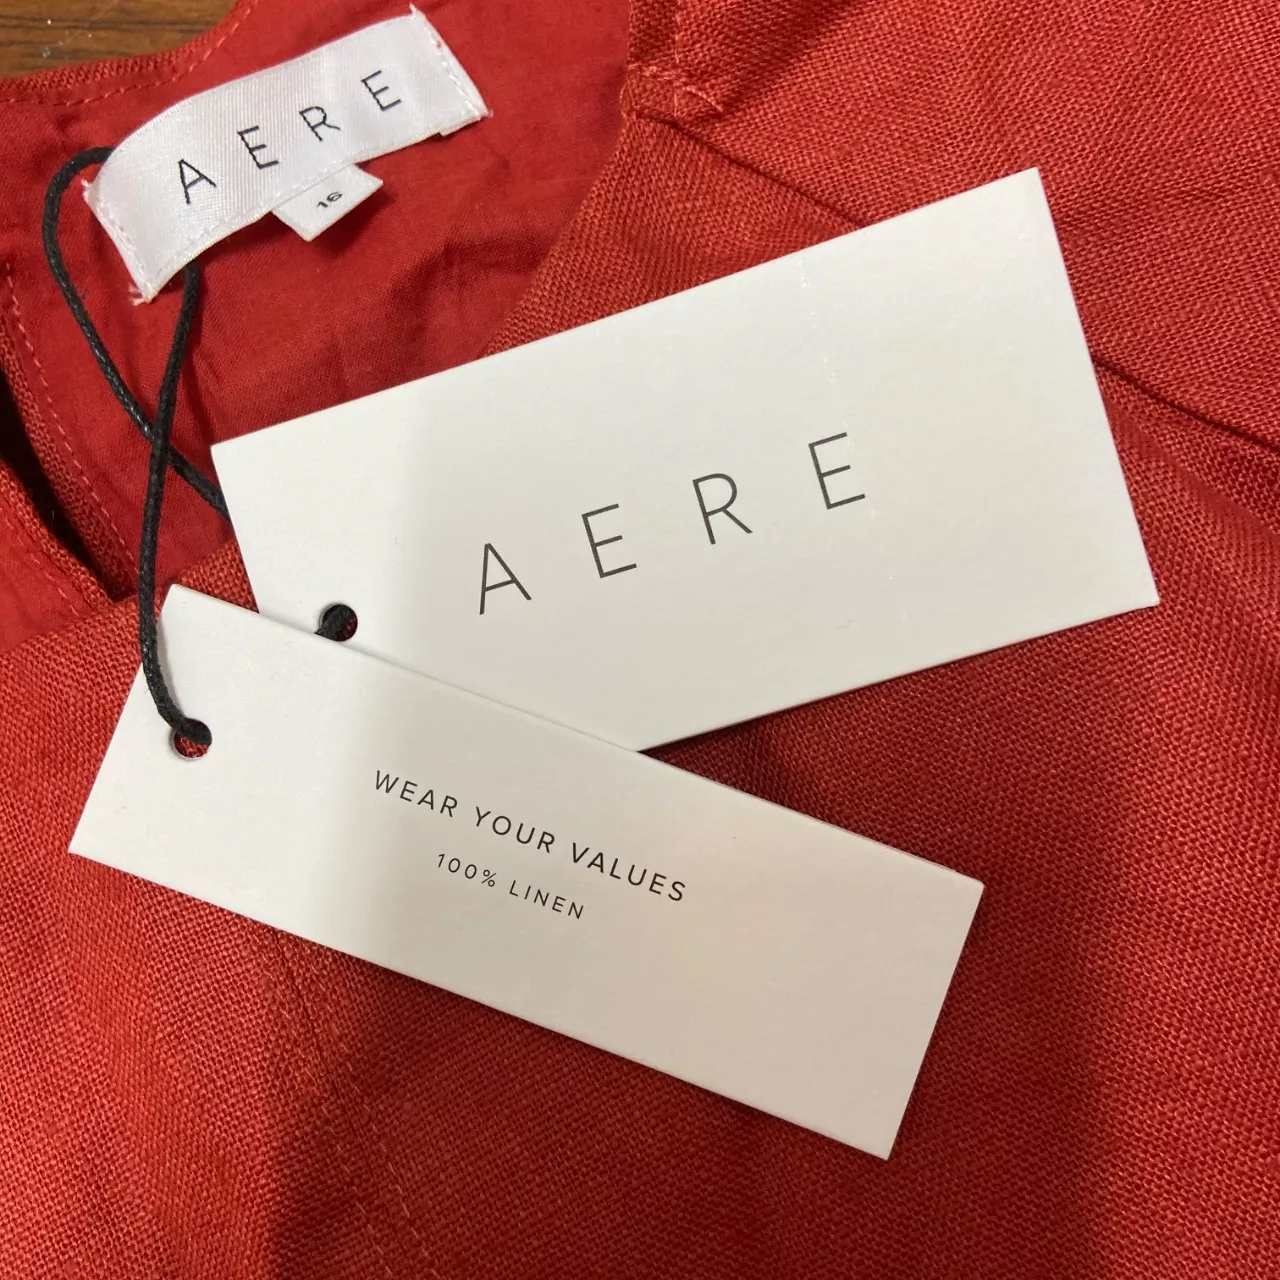 AERE
16
AERE
WEAR YOUR VALUES
100% LINEN